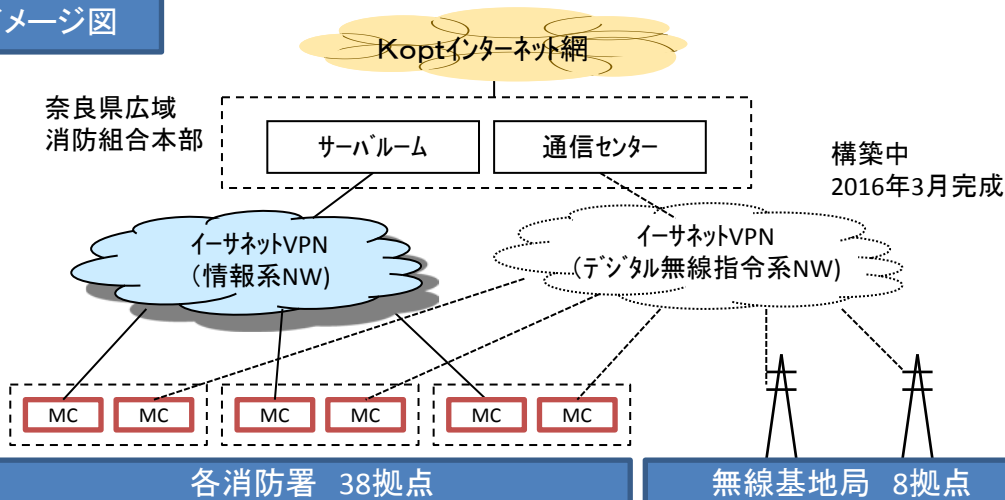 イメージ図
Koptインターネット網
奈良県広域
消防組合本部
サーバルーム
通信センター
構築中
2016年3月完成
イーサネットVPN
（情報系NW)
イーサネットVPN
（デジタル無線指令系NW)
MC
MC
MC
MC
MC
MC
各消防署 38拠点
無線基地局 8拠点